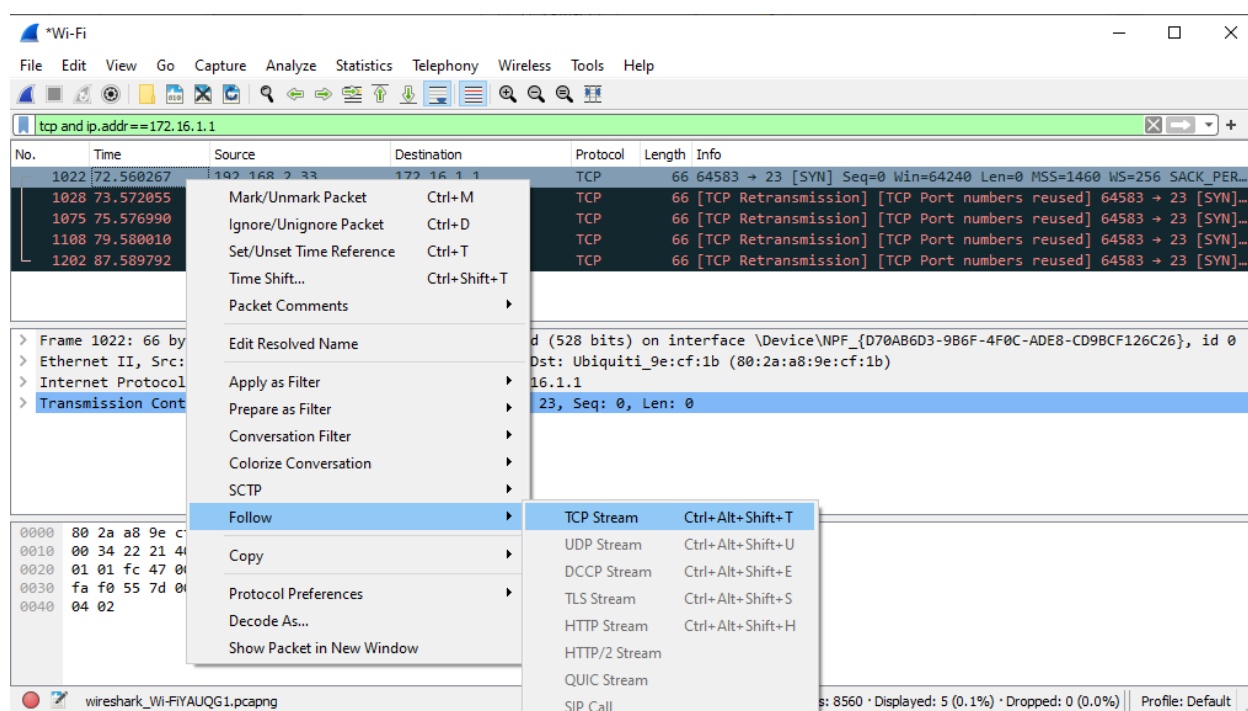 *Wi-Fi
File Edit View Go Capture Analyze Statistics Telephony Wireless Tools Help
tcp and ip.addr==172.16.1.1
No. Time Source Destination Protocol Length Info
1022 72.560267 192.168.2.33 172.16.1.1 TCP 66 64583 → 23 [SYN] Seq=0 Win=64240 Len=0 MSS=1460 WS=256 SACK_PER…
1028 73.572055 TCP 66 [TCP Retransmission] [TCP Port numbers reused] 64583 → 23 [SYN]…
1075 75.576990 TCP 66 [TCP Retransmission] [TCP Port numbers reused] 64583 → 23 [SYN]…
1108 79.580010 TCP 66 [TCP Retransmission] [TCP Port numbers reused] 64583 → 23 [SYN]…
1202 87.589792 TCP 66 [TCP Retransmission] [TCP Port numbers reused] 64583 → 23 [SYN]…
Mark/Unmark Packet Ctrl+M
Ignore/Unignore Packet Ctrl+D
Set/Unset Time Reference Ctrl+T
Time Shift... Ctrl+Shift+T
Packet Comments
Edit Resolved Name
Apply as Filter
Prepare as Filter
Conversation Filter
Colorize Conversation
SCTP
Follow
Copy
Protocol Preferences
Decode As...
Show Packet in New Window
TCP Stream Ctrl+Alt+Shift+T
UDP Stream Ctrl+Alt+Shift+U
DCCP Stream Ctrl+Alt+Shift+E
TLS Stream Ctrl+Alt+Shift+S
HTTP Stream Ctrl+Alt+Shift+H
HTTP/2 Stream
QUIC Stream
SIP Call
> Frame 1022: 66 by d (528 bits) on interface \Device\NPF_{D70AB6D3-9B6F-4F0C-ADE8-CD9BCF126C26}, id 0
> Ethernet II, Src: Dst: Ubiquiti_9e:cf:1b (80:2a:a8:9e:cf:1b)
> Internet Protocol 16.1.1
> Transmission Cont 23, Seq: 0, Len: 0
0000 80 2a a8 9e
0010 00 34 22 21
0020 01 01 fc 47
0030 fa f0 55 7d
0040 04 02
wireshark_Wi-FiYAUQG1.pcapng s: 8560 · Displayed: 5 (0.1%) · Dropped: 0 (0.0%) Profile: Default